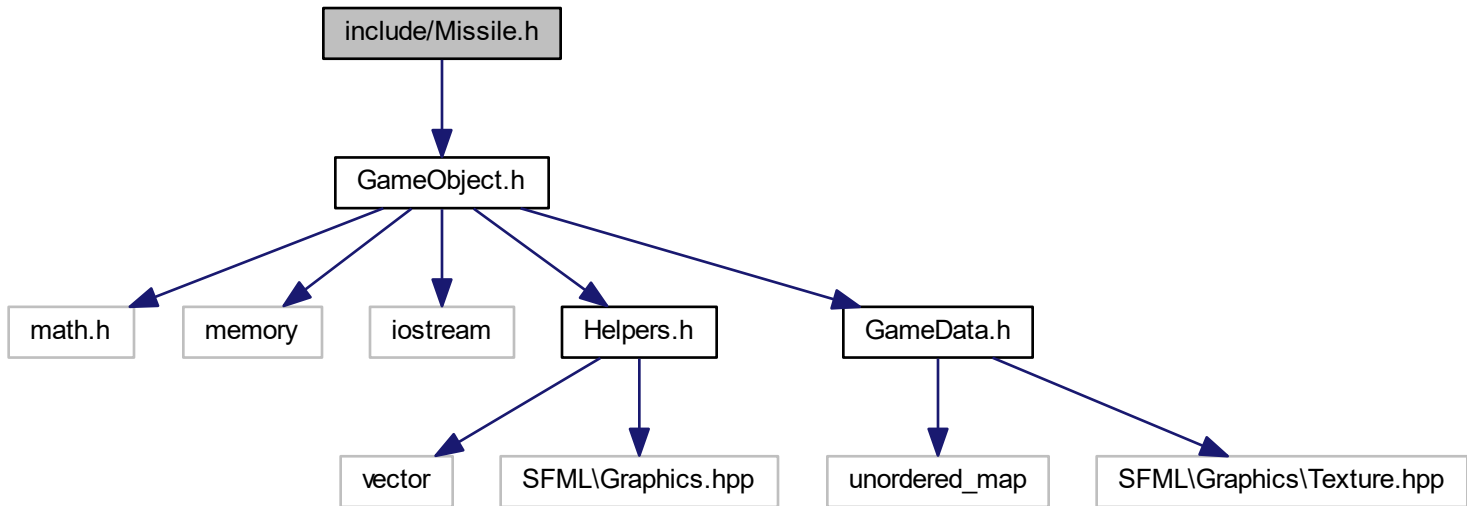 include/Missile.h
GameObject.h
math.h
memory
iostream
Helpers.h
GameData.h
vector
SFML\Graphics.hpp
unordered_map
SFML\Graphics\Texture.hpp